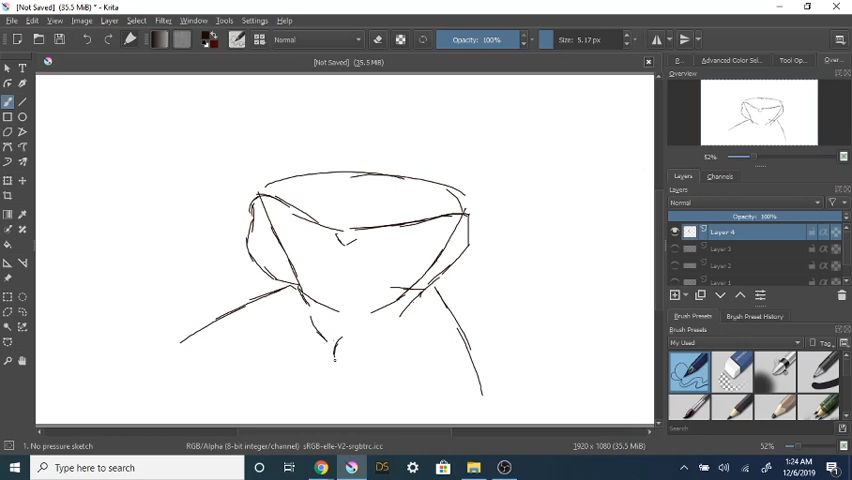 [Not Saved] (35.5 MiB) * - Krita
File Edit View Image Layer Select Filter Window Tools Settings Help
Normal
Opacity: 100%
Size: 5.17 px
[Not Saved] (35.5 MiB)
P...
Advanced Color Sel...
Tool Op...
Over...
Overview
52%
Layers
Channels
Layers
Normal
Opacity: 100%
Layer 4
Layer 3
Layer 2
Layer 1
Brush Presets
Brush Preset History
Brush Presets
My Used
Tag
Search
1. No pressure sketch
RGB/Alpha (8-bit integer/channel) sRGB-elle-V2-srgbtrc.icc
1920 x 1080 (35.5 MiB)
52%
Type here to search
DS
1:24 AM
12/6/2019
1